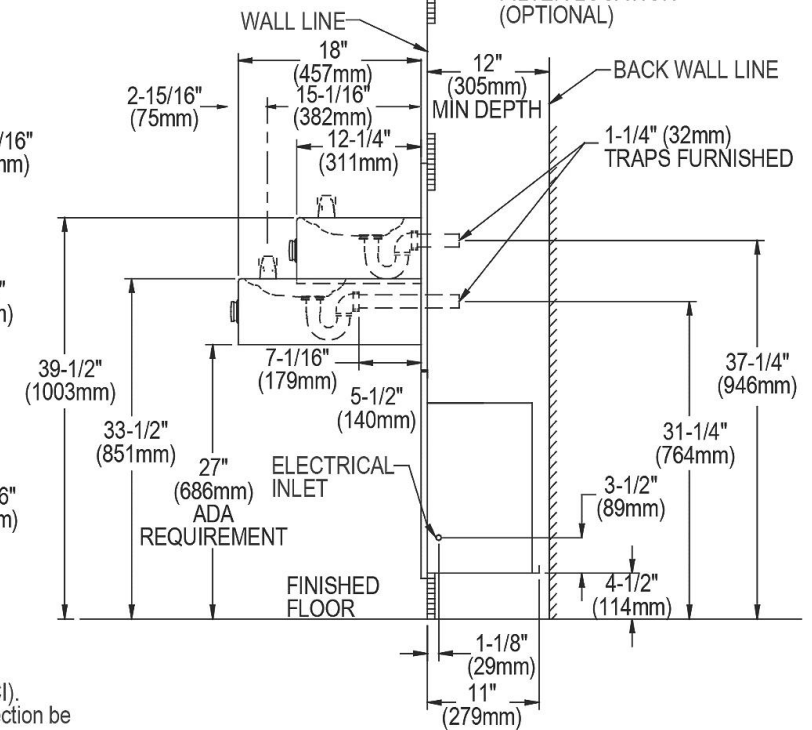 (OPTIONAL)
WALL LINE
18"
(457mm)
12"
(305mm)
MIN DEPTH
BACK WALL LINE
2-15/16"
(75mm)
15-1/16"
(382mm)
12-1/4"
(311mm)
1-1/4" (32mm)
TRAPS FURNISHED
39-1/2"
(1003mm)
7-1/16"
(179mm)
5-1/2"
(140mm)
37-1/4"
(946mm)
33-1/2"
(851mm)
31-1/4"
(764mm)
27"
(686mm)
ADA
REQUIREMENT
ELECTRICAL
INLET
3-1/2"
(89mm)
4-1/2"
(114mm)
FINISHED
FLOOR
1-1/8"
(29mm)
11"
(279mm)
ction be